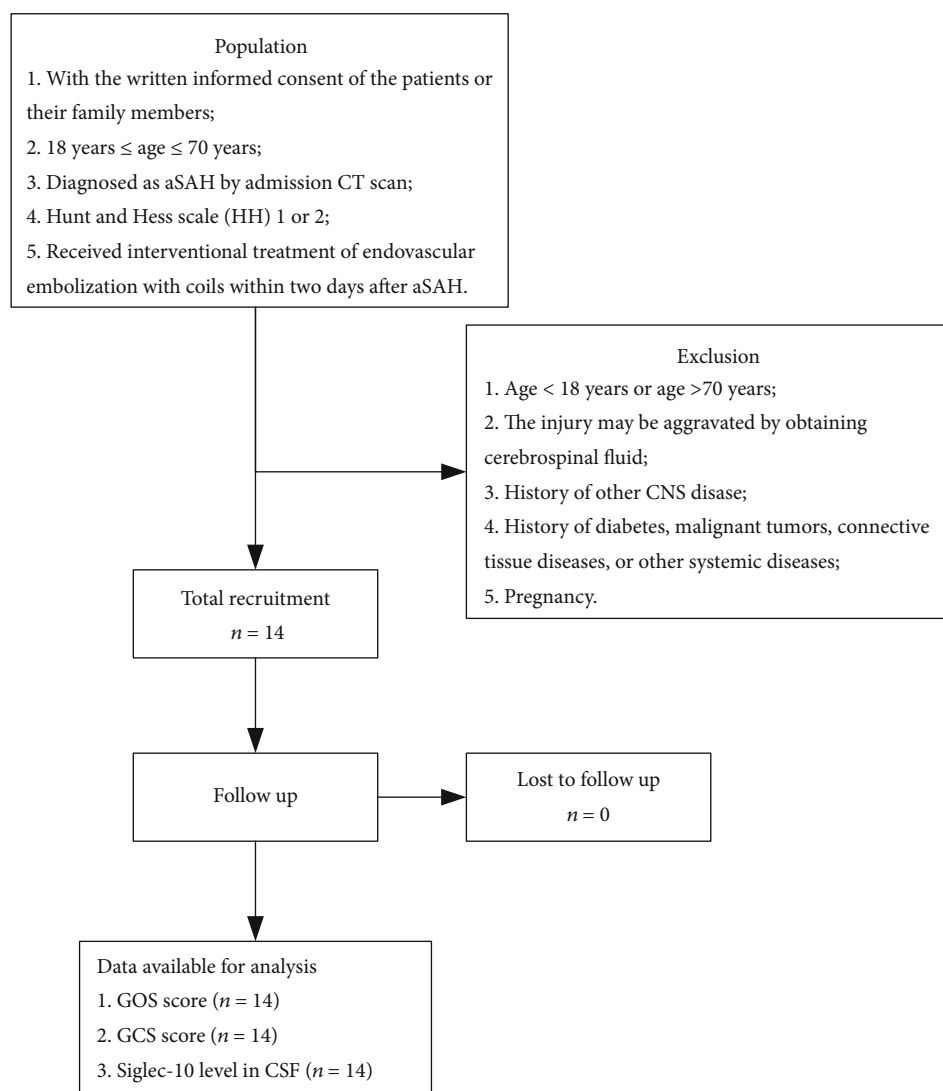 Population
1. With the written informed consent of the patients or
their family members;
2. 18 years ≤ age ≤ 70 years;
3. Diagnosed as aSAH by admission CT scan;
4. Hunt and Hess scale (HH) 1 or 2;
5. Received interventional treatment of endovascular
embolization with coils within two days after aSAH.
Exclusion
1. Age < 18 years or age >70 years;
2. The injury may be aggravated by obtaining
cerebrospinal fluid;
3. History of other CNS disase;
4. History of diabetes, malignant tumors, connective
tissue diseases, or other systemic diseases;
5. Pregnancy.
Total recruitment
n = 14
Follow up
Lost to follow up
n = 0
Data available for analysis
1. GOS score (n = 14)
2. GCS score (n = 14)
3. Siglec-10 level in CSF (n = 14)